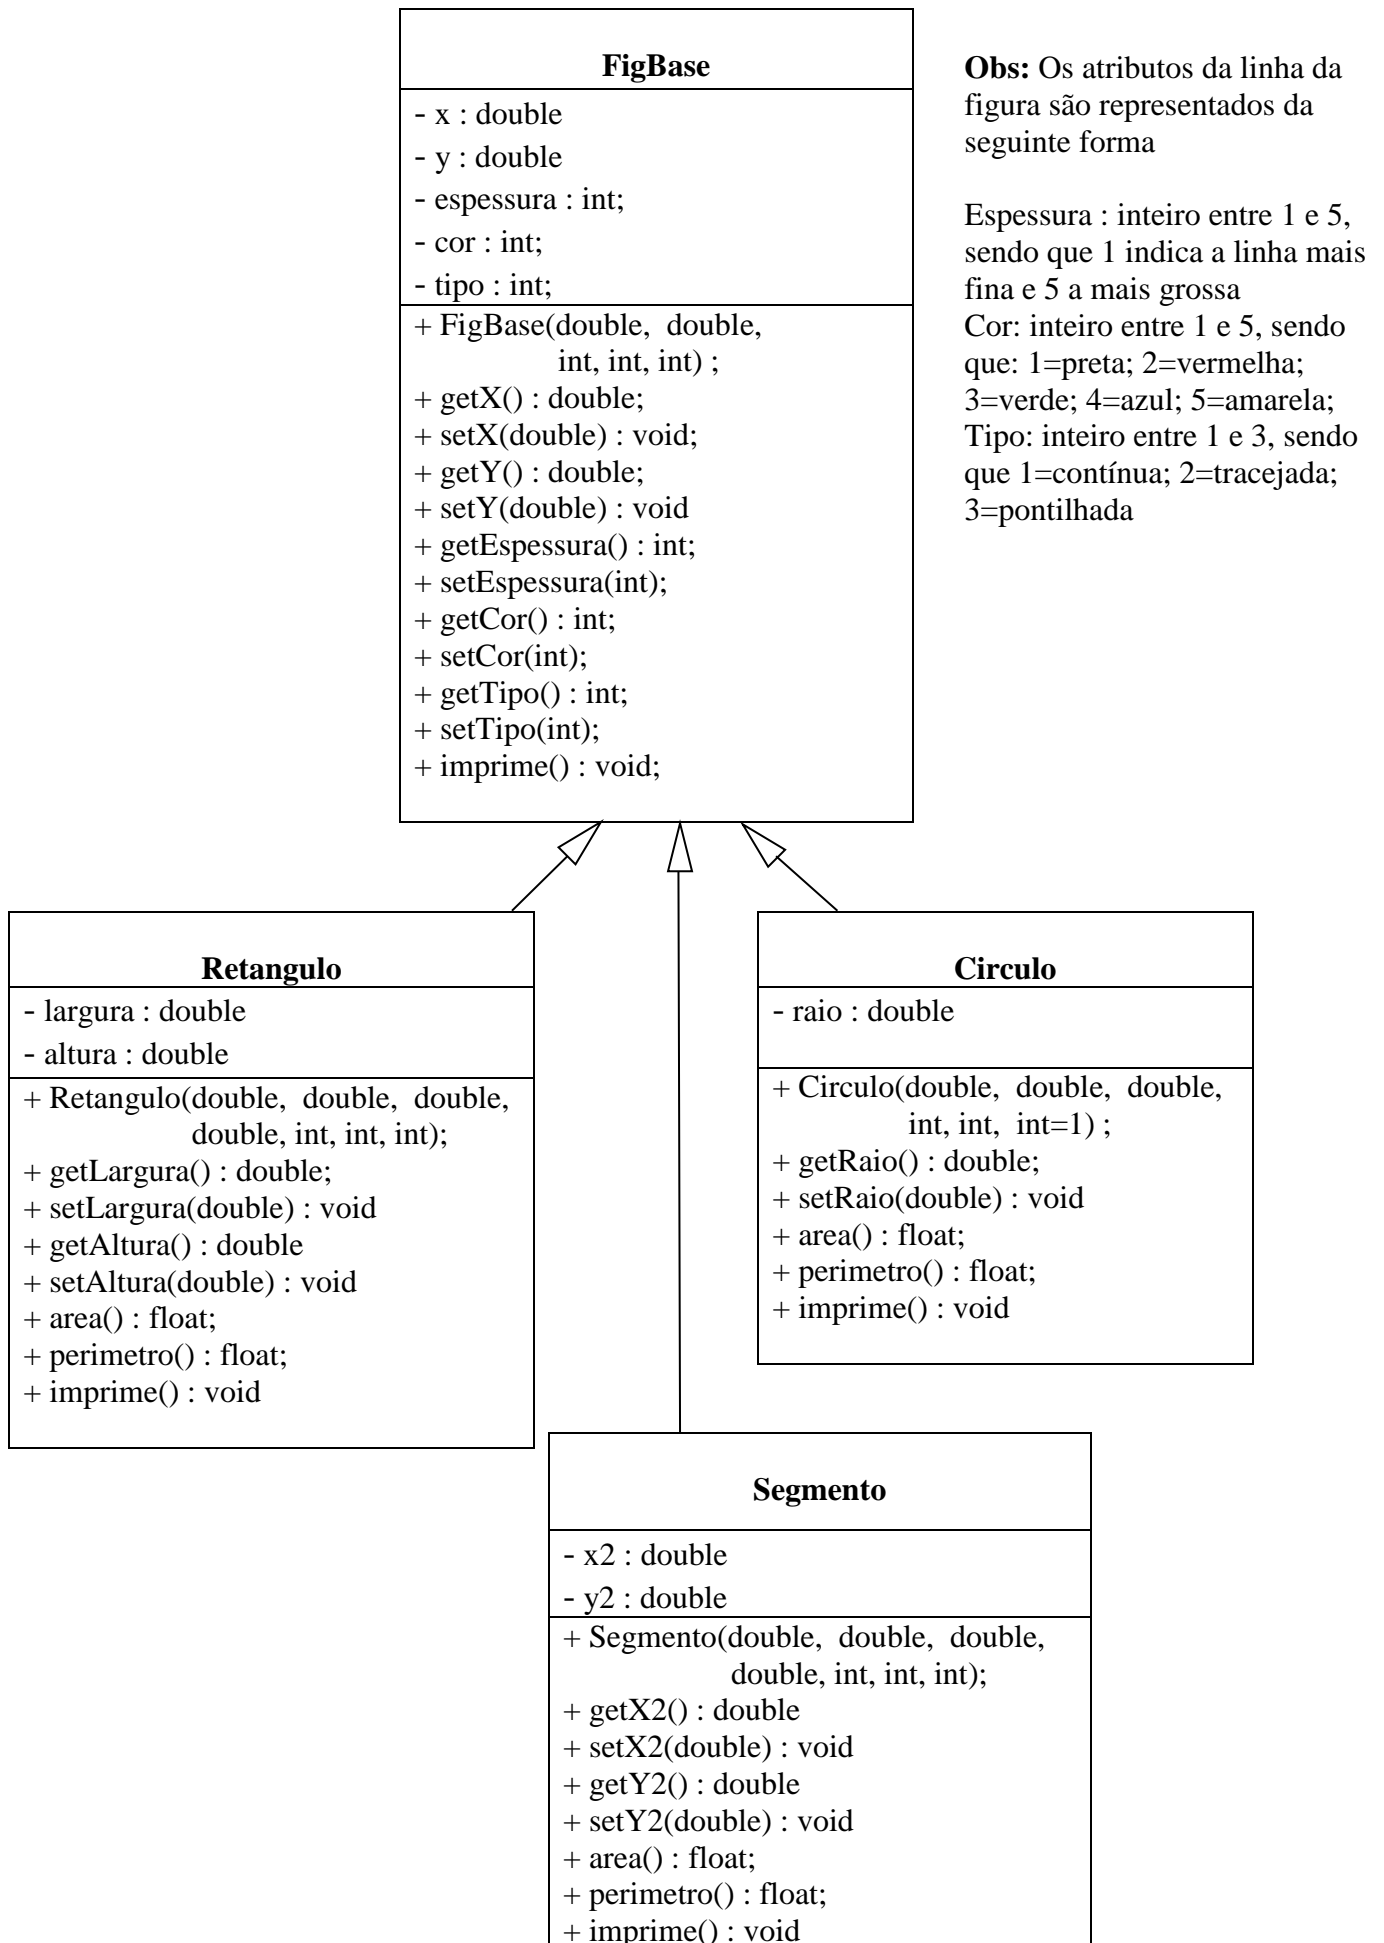 FigBase
- x : double
- y : double
- espessura : int;
- cor : int;
- tipo : int;
+ FigBase(double, double,
int, int, int) ;
+ getX() : double;
+ setX(double) : void;
+ getY() : double;
+ setY(double) : void
+ getEspessura() : int;
+ setEspessura(int);
+ getCor() : int;
+ setCor(int);
+ getTipo() : int;
+ setTipo(int);
+ imprime() : void;
Obs: Os atributos da linha da
figura são representados da
seguinte forma
Espessura : inteiro entre 1 e 5,
sendo que 1 indica a linha mais
fina e 5 a mais grossa
Cor: inteiro entre 1 e 5, sendo
que: 1=preta; 2=vermelha;
3=verde; 4=azul; 5=amarela;
Tipo: inteiro entre 1 e 3, sendo
que 1=contínua; 2=tracejada;
3=pontilhada
Retangulo
- largura : double
- altura : double
+ Retangulo(double, double, double,
double, int, int, int);
+ getLargura() : double;
+ setLargura(double) : void
+ getAltura() : double
+ setAltura(double) : void
+ area() : float;
+ perimetro() : float;
+ imprime() : void
Circulo
- raio : double
+ Circulo(double, double, double,
int, int, int=1) ;
+ getRaio() : double;
+ setRaio(double) : void
+ area() : float;
+ perimetro() : float;
+ imprime() : void
Segmento
- x2 : double
- y2 : double
+ Segmento(double, double, double,
double, int, int, int);
+ getX2() : double
+ setX2(double) : void
+ getY2() : double
+ setY2(double) : void
+ area() : float;
+ perimetro() : float;
+ imprime() : void